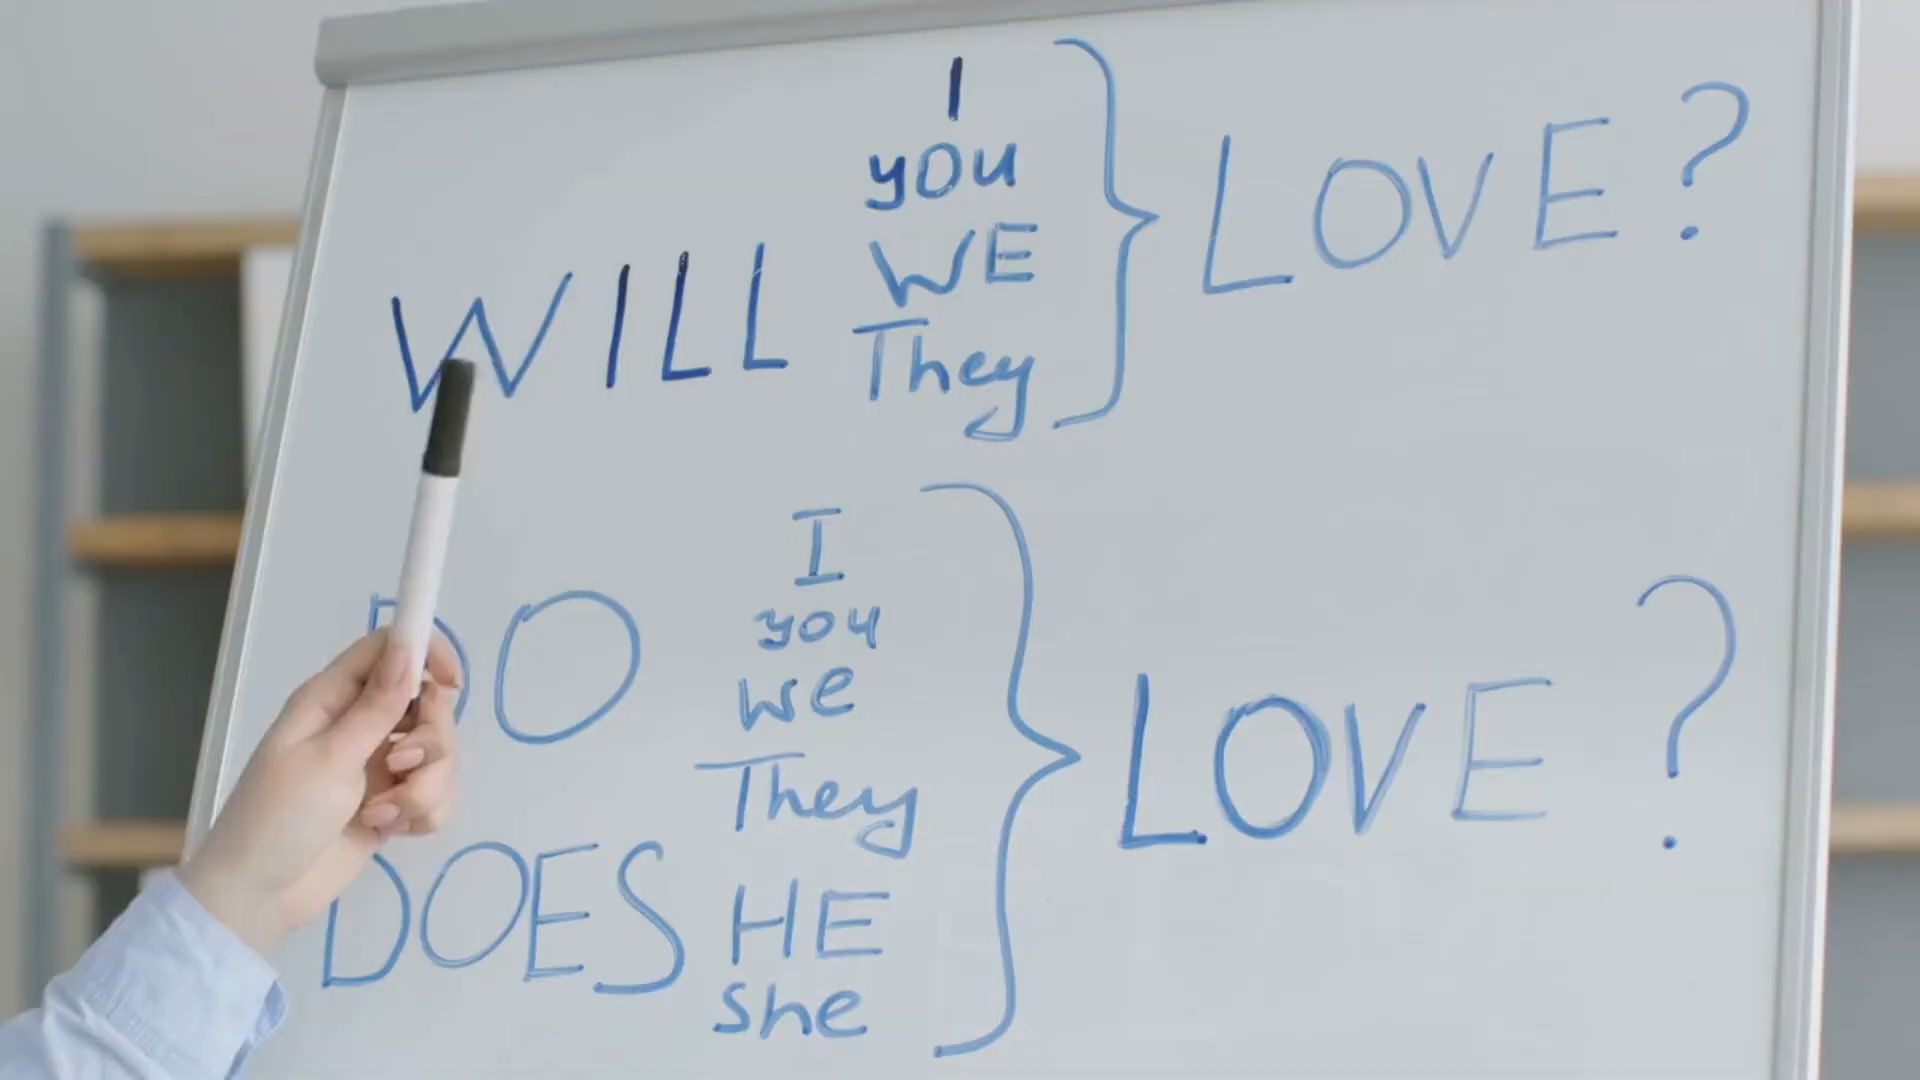 I
you
WE
They
WILL
LOVE ?
I
you
we
They
DO
DOES
HE
she
LOVE ?